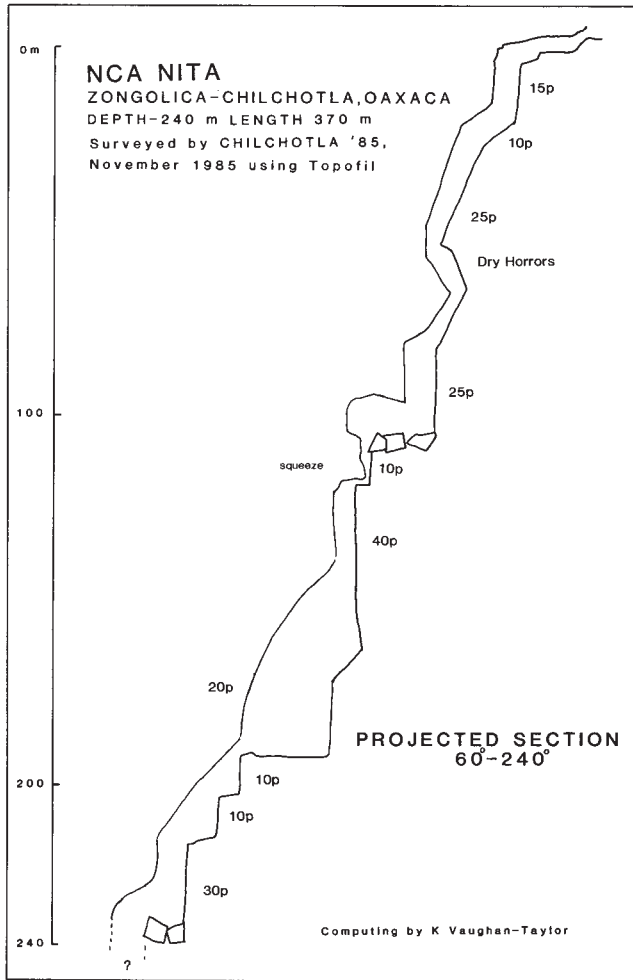 0m
NCA NITA
ZONGOLICA-CHILCHOTLA, OAXACA
DEPTH-240 m LENGTH 370 m
Surveyed by CHILCHOTLA '85,
November 1985 using Topofil
15p
10p
25p
Dry Horrors
25p
100
squeeze
10p
40p
20p
PROJECTED SECTION
60°-240°
10p
200
10p
30p
Computing by K Vaughan-Taylor
240
?